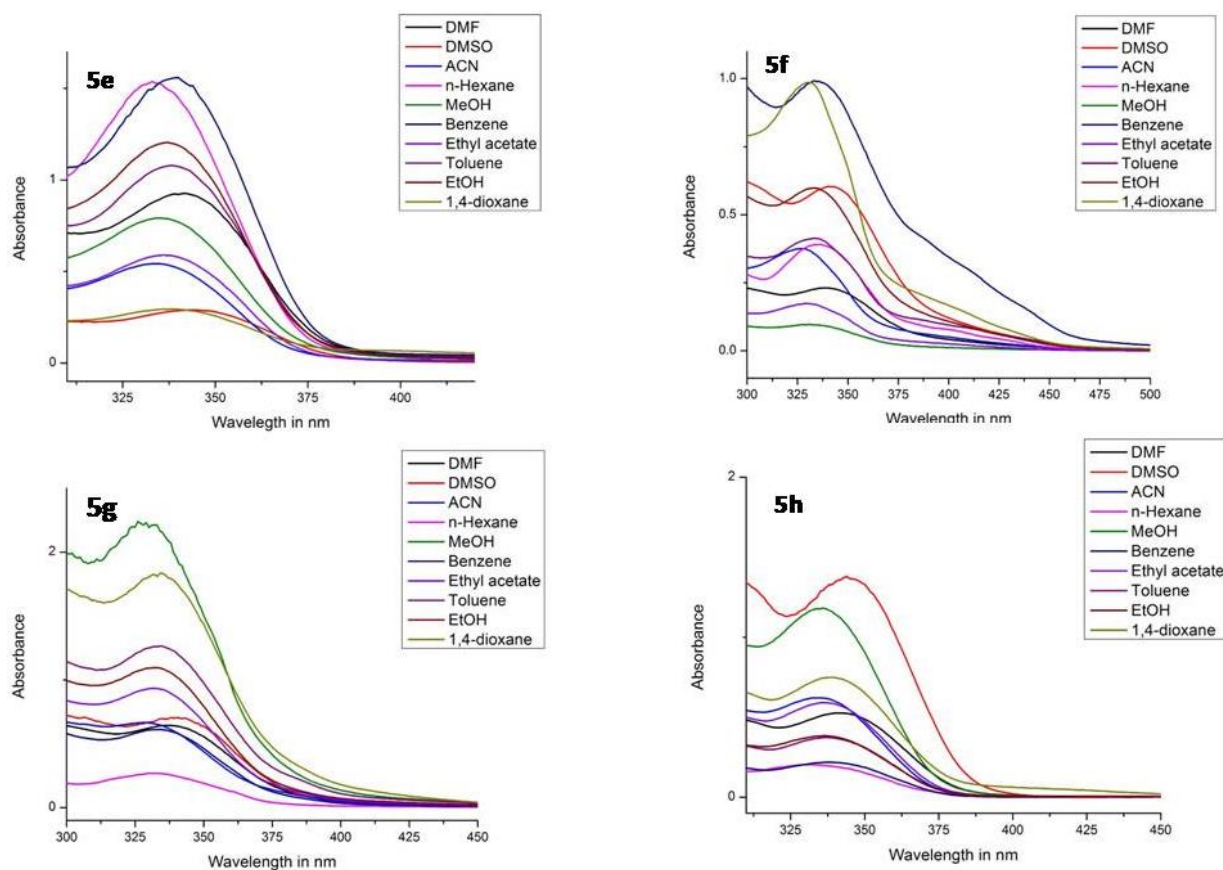 5e
DMF
DMSO
ACN
n-Hexane
MeOH
Benzene
Ethyl acetate
Toluene
EtOH
1,4-dioxane
Absorbance
1
0
325
350
375
400
Wavelegth in nm
5f
DMF
DMSO
ACN
n-Hexane
MeOH
Benzene
Ethyl acetate
Toluene
EtOH
1,4-dioxane
Absorbance
1.0
0.5
0.0
300
325
350
375
400
425
450
475
500
Wavelength in nm
5g
DMF
DMSO
ACN
n-Hexane
MeOH
Benzene
Ethyl acetate
Toluene
EtOH
1,4-dioxane
Absorbance
2
0
300
350
400
450
Wavelength in nm
5h
DMF
DMSO
ACN
n-Hexane
MeOH
Benzene
Ethyl acetate
Toluene
EtOH
1,4-dioxane
Absorbance
2
0
325
350
375
400
425
450
Wavelength in nm